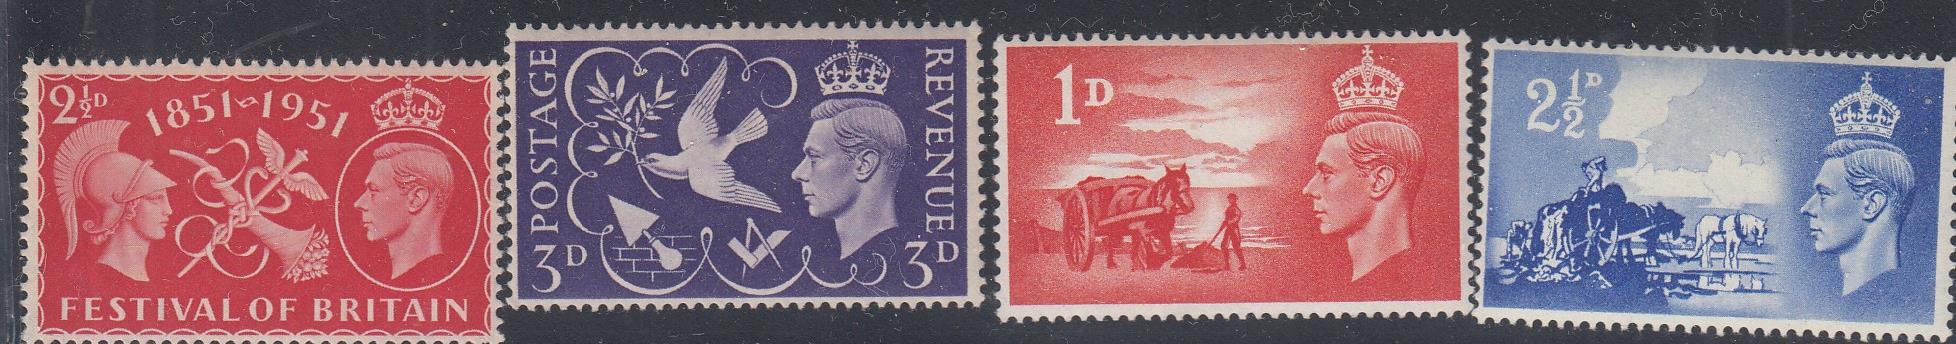 2½D
1851~1951
FESTIVAL OF BRITAIN
POSTAGE
REVENUE
3D
3D
1D
2½D